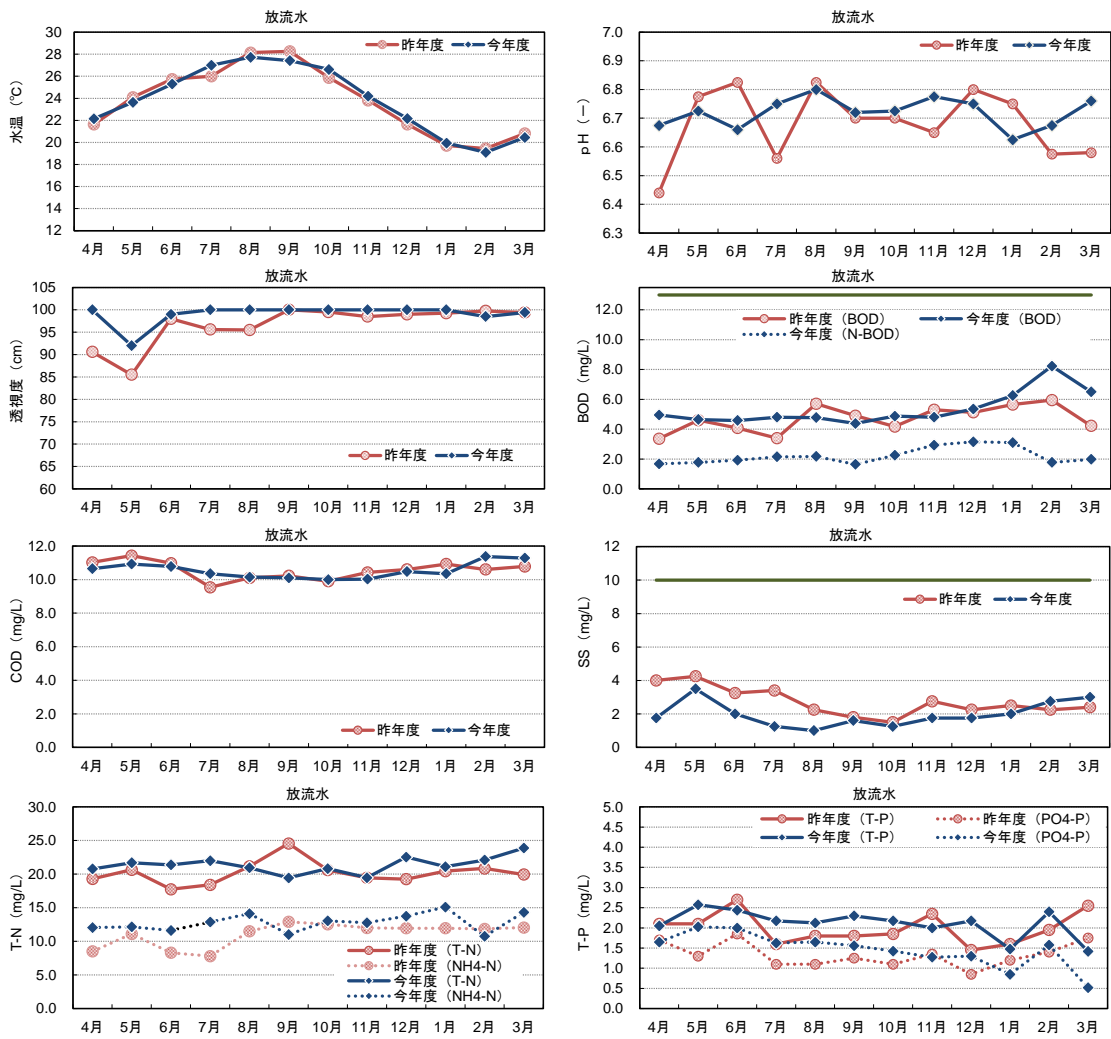 放流水
30
28
26
24
22
20
18
16
14
12
水温（℃）
昨年度 今年度
4月 5月 6月 7月 8月 9月 10月 11月 12月 1月 2月 3月
放流水
7.0
6.9
6.8
6.7
6.6
6.5
6.4
6.3
pH（－）
昨年度 今年度
4月 5月 6月 7月 8月 9月 10月 11月 12月 1月 2月 3月
放流水
105
100
95
90
85
80
75
70
65
60
透視度（cm）
昨年度 今年度
4月 5月 6月 7月 8月 9月 10月 11月 12月 1月 2月 3月
放流水
12.0
10.0
8.0
6.0
4.0
2.0
0.0
BOD（mg/L）
昨年度（BOD） 今年度（BOD）
今年度（N-BOD）
4月 5月 6月 7月 8月 9月 10月 11月 12月 1月 2月 3月
放流水
12.0
10.0
8.0
6.0
4.0
2.0
0.0
COD（mg/L）
昨年度 今年度
4月 5月 6月 7月 8月 9月 10月 11月 12月 1月 2月 3月
放流水
12
10
8
6
4
2
0
SS（mg/L）
昨年度 今年度
4月 5月 6月 7月 8月 9月 10月 11月 12月 1月 2月 3月
放流水
30.0
25.0
20.0
15.0
10.0
5.0
0.0
T-N（mg/L）
昨年度（T-N）
昨年度（NH4-N）
今年度（T-N）
今年度（NH4-N）
4月 5月 6月 7月 8月 9月 10月 11月 12月 1月 2月 3月
放流水
5.0
4.5
4.0
3.5
3.0
2.5
2.0
1.5
1.0
0.5
0.0
T-P（mg/L）
昨年度（T-P） 昨年度（PO4-P）
今年度（T-P） 今年度（PO4-P）
4月 5月 6月 7月 8月 9月 10月 11月 12月 1月 2月 3月